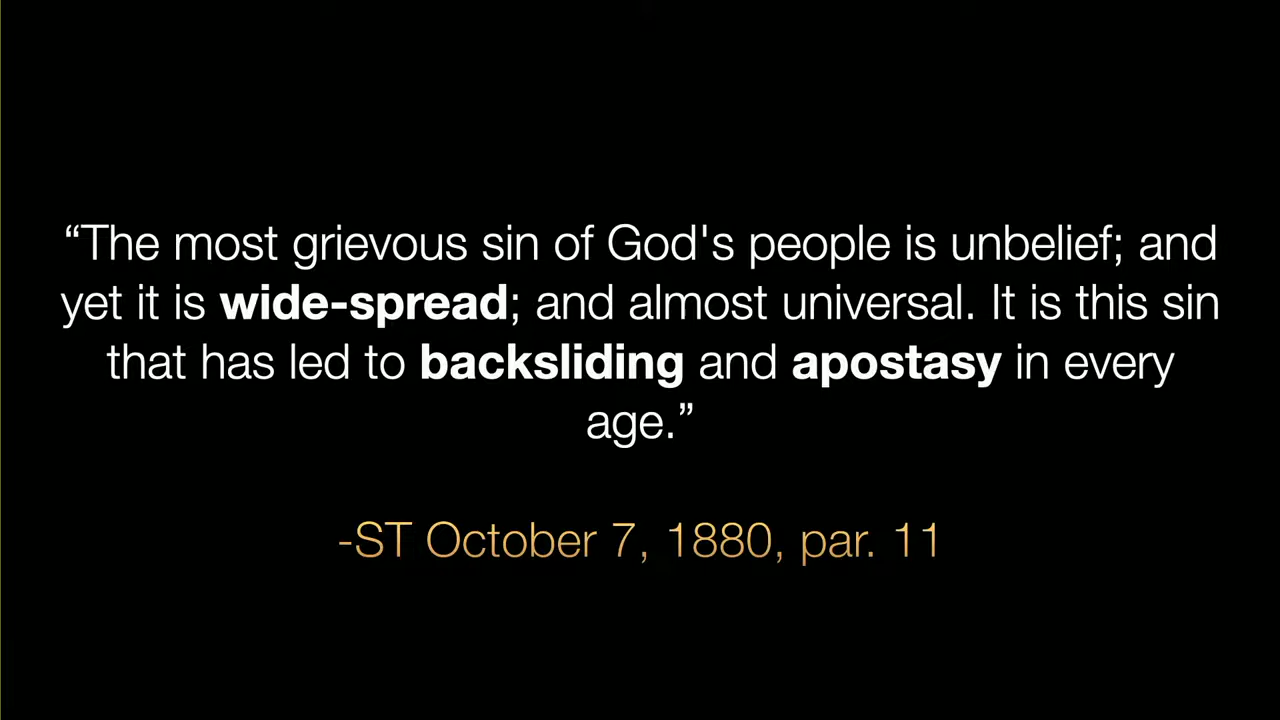 “The most grievous sin of God's people is unbelief; and
yet it is wide-spread; and almost universal. It is this sin
that has led to backsliding and apostasy in every
age.”
-ST October 7, 1880, par. 11